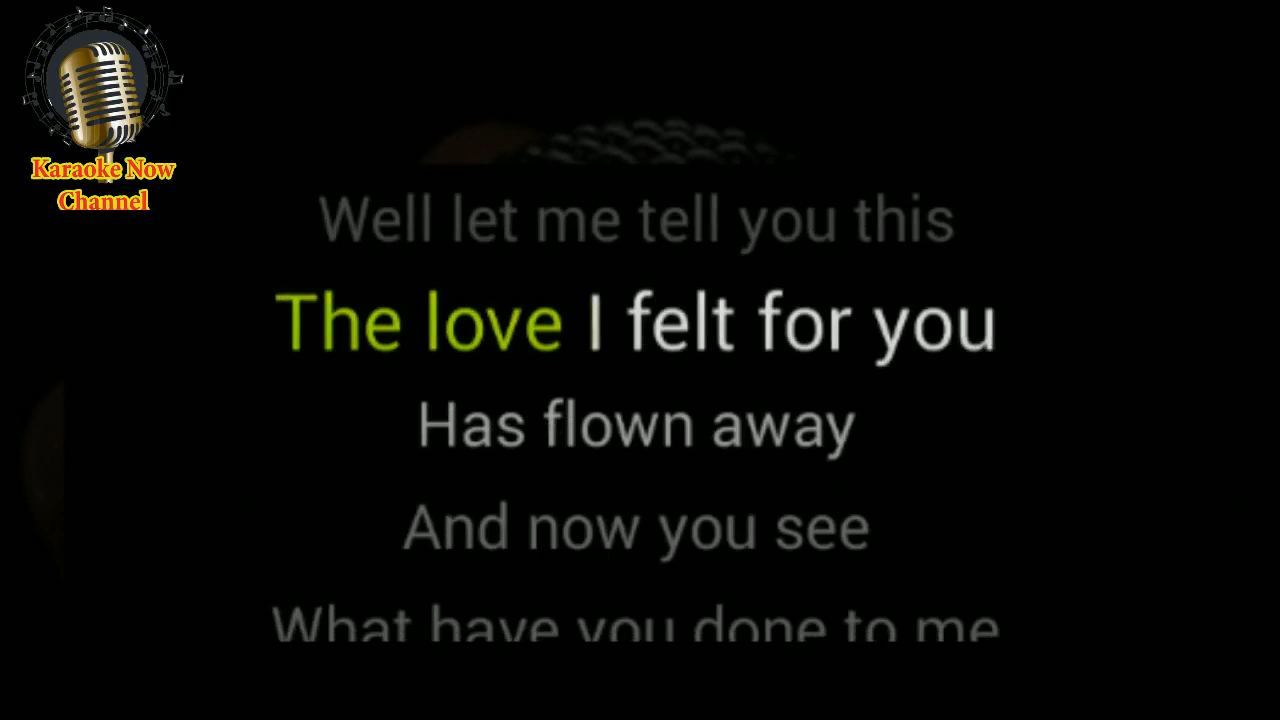 Karaoke Now
Channel
Well let me tell you this
The love I felt for you
Has flown away
And now you see
What have you done to me